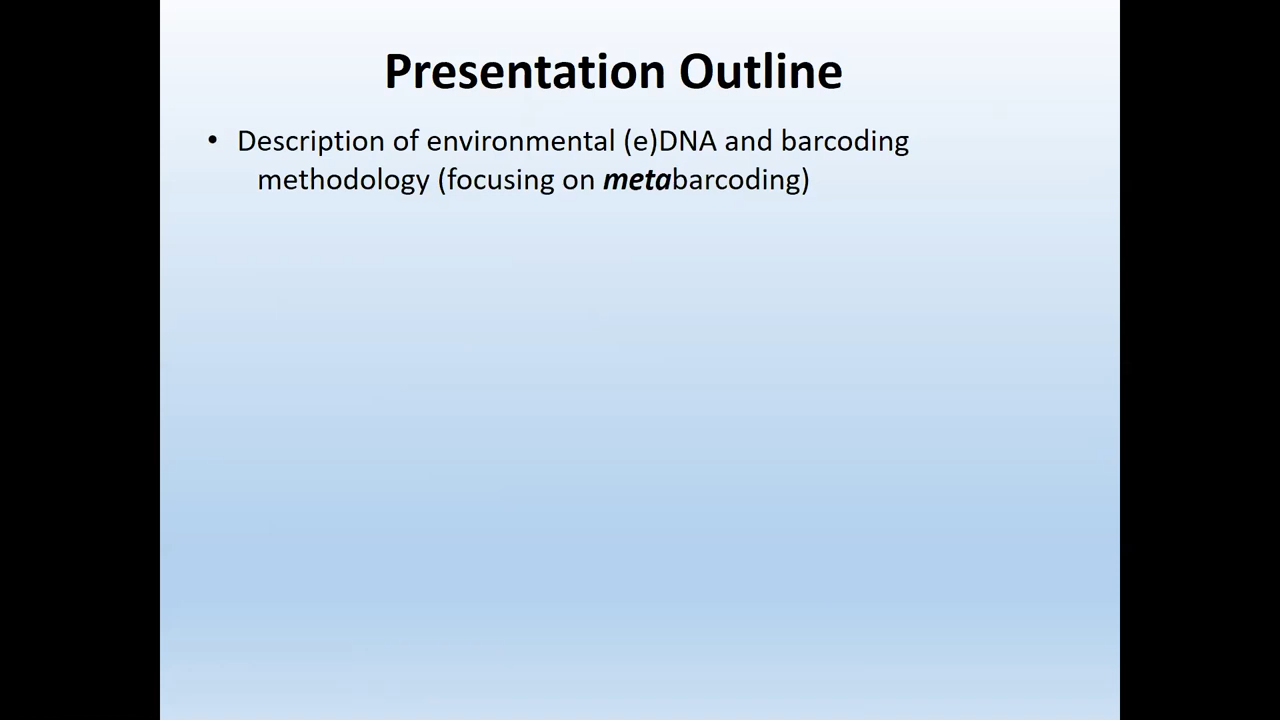 Presentation Outline
• Description of environmental (e)DNA and barcoding
methodology (focusing on metabarcoding)